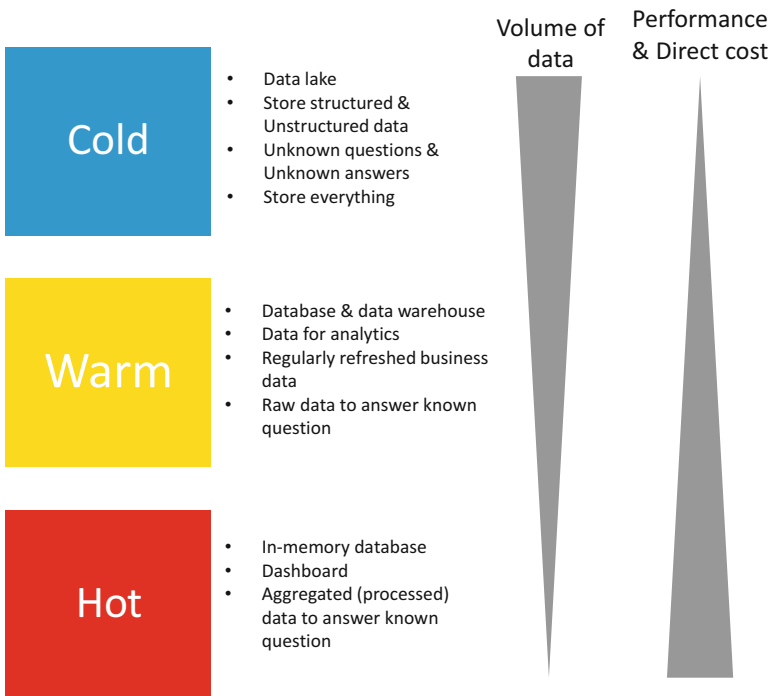 Volume of
data
Performance
& Direct cost
Cold
• Data lake
• Store structured &
Unstructured data
• Unknown questions &
Unknown answers
• Store everything
Warm
• Database & data warehouse
• Data for analytics
• Regularly refreshed business
data
• Raw data to answer known
question
Hot
• In-memory database
• Dashboard
• Aggregated (processed)
data to answer known
question